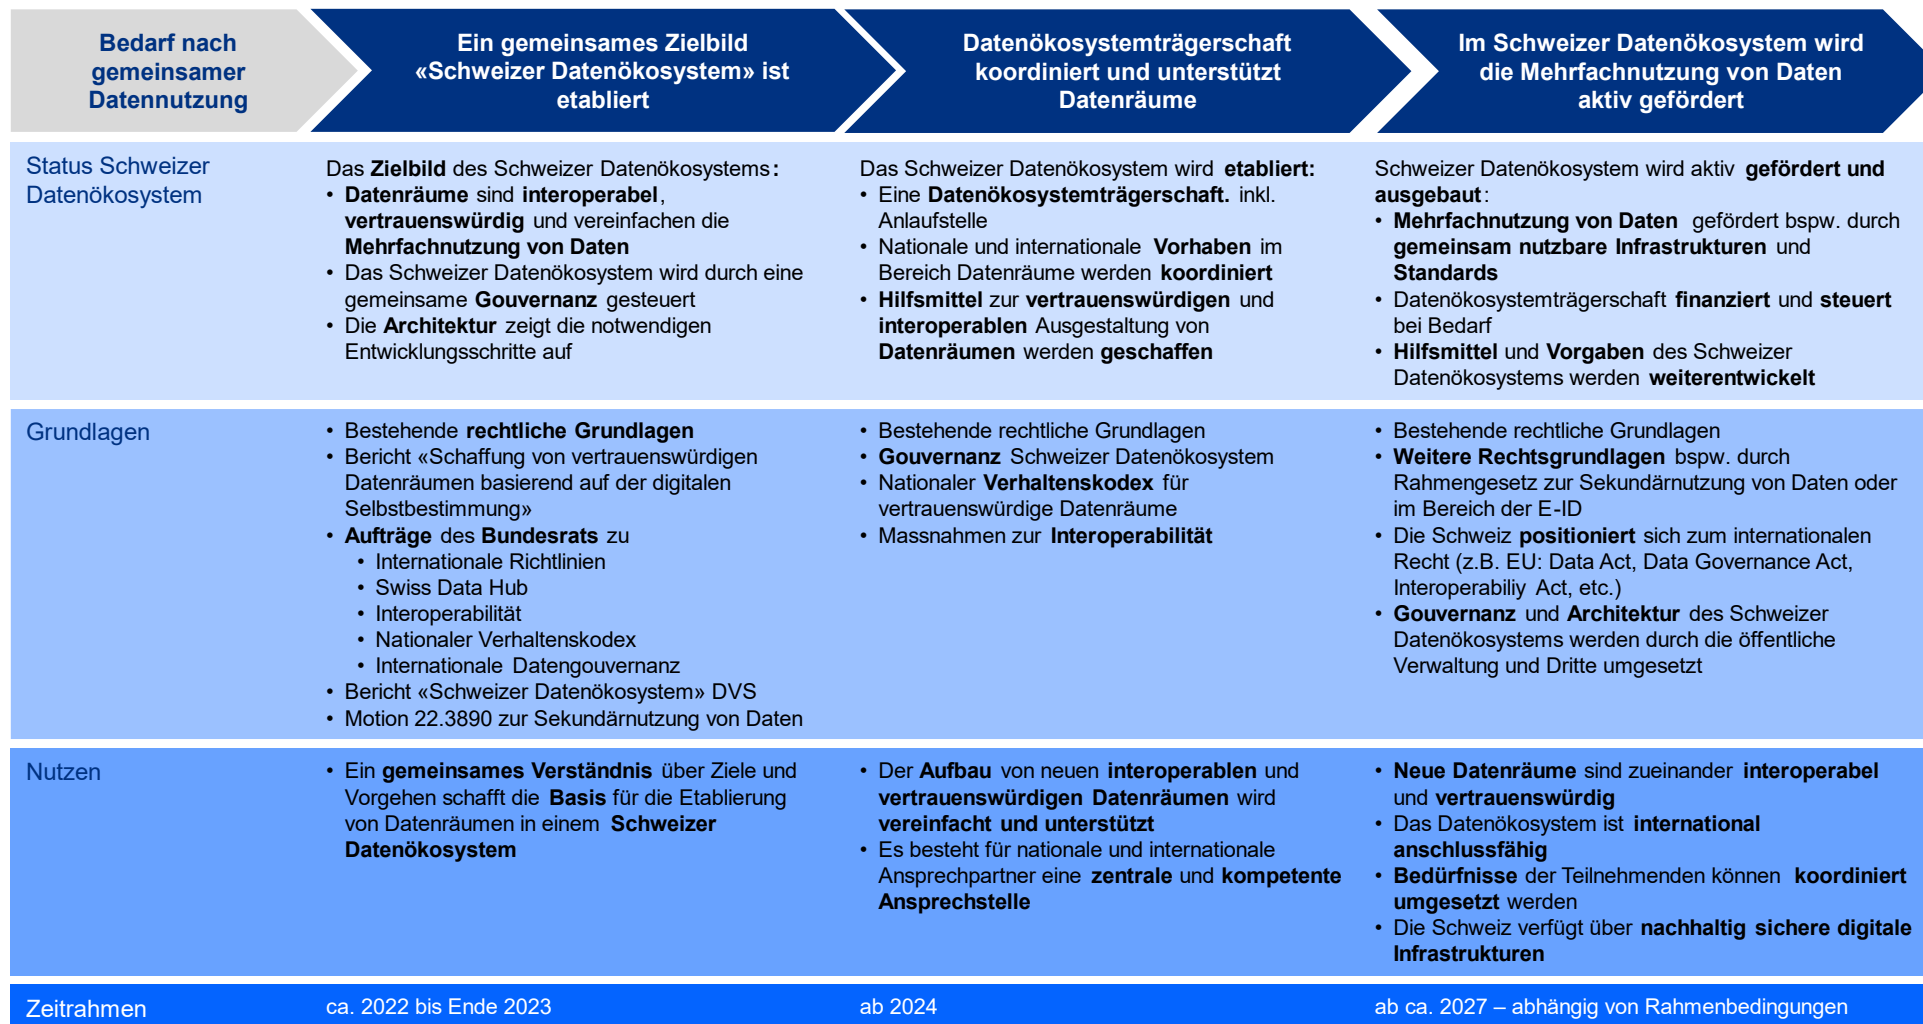 Bedarf nach
gemeinsamer
Datennutzung
Ein gemeinsames Zielbild
«Schweizer Datenökosystem» ist
etabliert
Datenökosystemträgerschaft
koordiniert und unterstützt
Datenräume
Im Schweizer Datenökosystem wird
die Mehrfachnutzung von Daten
aktiv gefördert
Status Schweizer
Datenökosystem
Das Zielbild des Schweizer Datenökosystems:
• Datenräume sind interoperabel,
vertrauenswürdig und vereinfachen die
Mehrfachnutzung von Daten
• Das Schweizer Datenökosystem wird durch eine
gemeinsame Gouvernanz gesteuert
• Die Architektur zeigt die notwendigen
Entwicklungsschritte auf
Das Schweizer Datenökosystem wird etabliert:
• Eine Datenökosystemträgerschaft. inkl.
Anlaufstelle
• Nationale und internationale Vorhaben im
Bereich Datenräume werden koordiniert
• Hilfsmittel zur vertrauenswürdigen und
interoperablen Ausgestaltung von
Datenräumen werden geschaffen
Schweizer Datenökosystem wird aktiv gefördert und
ausgebaut:
• Mehrfachnutzung von Daten gefördert bspw. durch
gemeinsam nutzbare Infrastrukturen und
Standards
• Datenökosystemträgerschaft finanziert und steuert
bei Bedarf
• Hilfsmittel und Vorgaben des Schweizer
Datenökosystems werden weiterentwickelt
Grundlagen
• Bestehende rechtliche Grundlagen
• Bericht «Schaffung von vertrauenswürdigen
Datenräumen basierend auf der digitalen
Selbstbestimmung»
• Aufträge des Bundesrats zu
• Internationale Richtlinien
• Swiss Data Hub
• Interoperabilität
• Nationaler Verhaltenskodex
• Internationale Datengouvernanz
• Bericht «Schweizer Datenökosystem» DVS
• Motion 22.3890 zur Sekundärnutzung von Daten
• Bestehende rechtliche Grundlagen
• Gouvernanz Schweizer Datenökosystem
• Nationaler Verhaltenskodex für
vertrauenswürdige Datenräume
• Massnahmen zur Interoperabilität
• Bestehende rechtliche Grundlagen
• Weitere Rechtsgrundlagen bspw. durch
Rahmengesetz zur Sekundärnutzung von Daten oder
im Bereich der E-ID
• Die Schweiz positioniert sich zum internationalen
Recht (z.B. EU: Data Act, Data Governance Act,
Interoperabiliy Act, etc.)
• Gouvernanz und Architektur des Schweizer
Datenökosystems werden durch die öffentliche
Verwaltung und Dritte umgesetzt
Nutzen
• Ein gemeinsames Verständnis über Ziele und
Vorgehen schafft die Basis für die Etablierung
von Datenräumen in einem Schweizer
Datenökosystem
• Der Aufbau von neuen interoperablen und
vertrauenswürdigen Datenräumen wird
vereinfacht und unterstützt
• Es besteht für nationale und internationale
Ansprechpartner eine zentrale und kompetente
Ansprechstelle
• Neue Datenräume sind zueinander interoperabel
und vertrauenswürdig
• Das Datenökosystem ist international
anschlussfähig
• Bedürfnisse der Teilnehmenden können koordiniert
umgesetzt werden
• Die Schweiz verfügt über nachhaltig sichere digitale
Infrastrukturen
Zeitrahmen
ca. 2022 bis Ende 2023
ab 2024
ab ca. 2027 – abhängig von Rahmenbedingungen